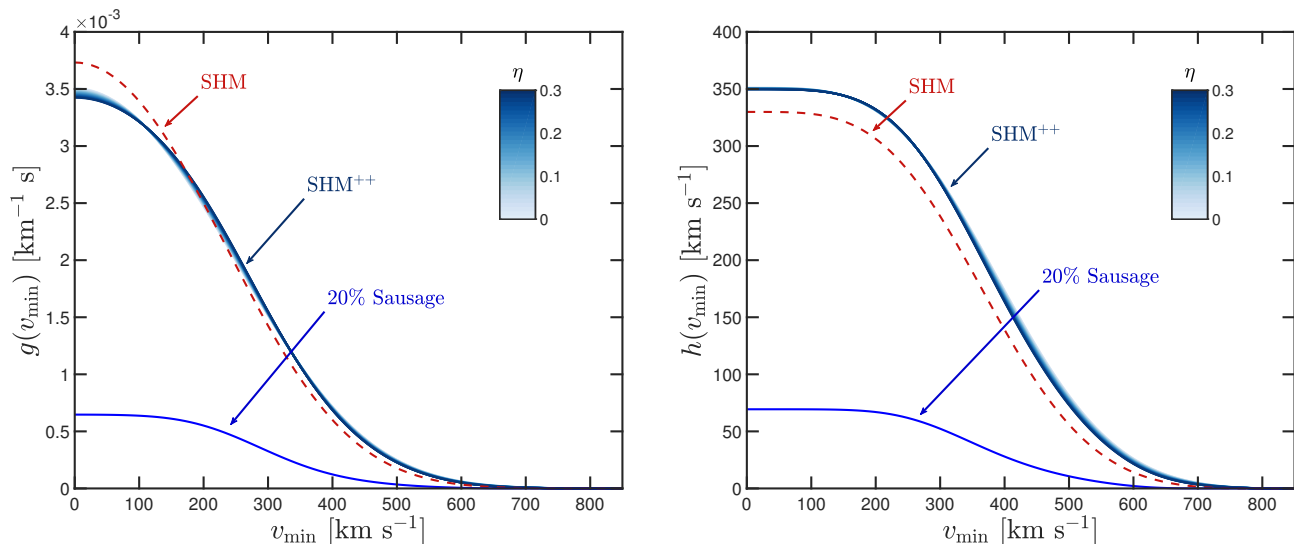 ×10⁻³
4
3.5
3
2.5
2
1.5
1
0.5
0
g(v_min) [km⁻¹ s]
0 100 200 300 400 500 600 700 800
v_min [km s⁻¹]
SHM
SHM⁺⁺
20% Sausage
η
0.3
0.2
0.1
0
400
350
300
250
200
150
100
50
0
h(v_min) [km s⁻¹]
0 100 200 300 400 500 600 700 800
v_min [km s⁻¹]
SHM
SHM⁺⁺
20% Sausage
η
0.3
0.2
0.1
0